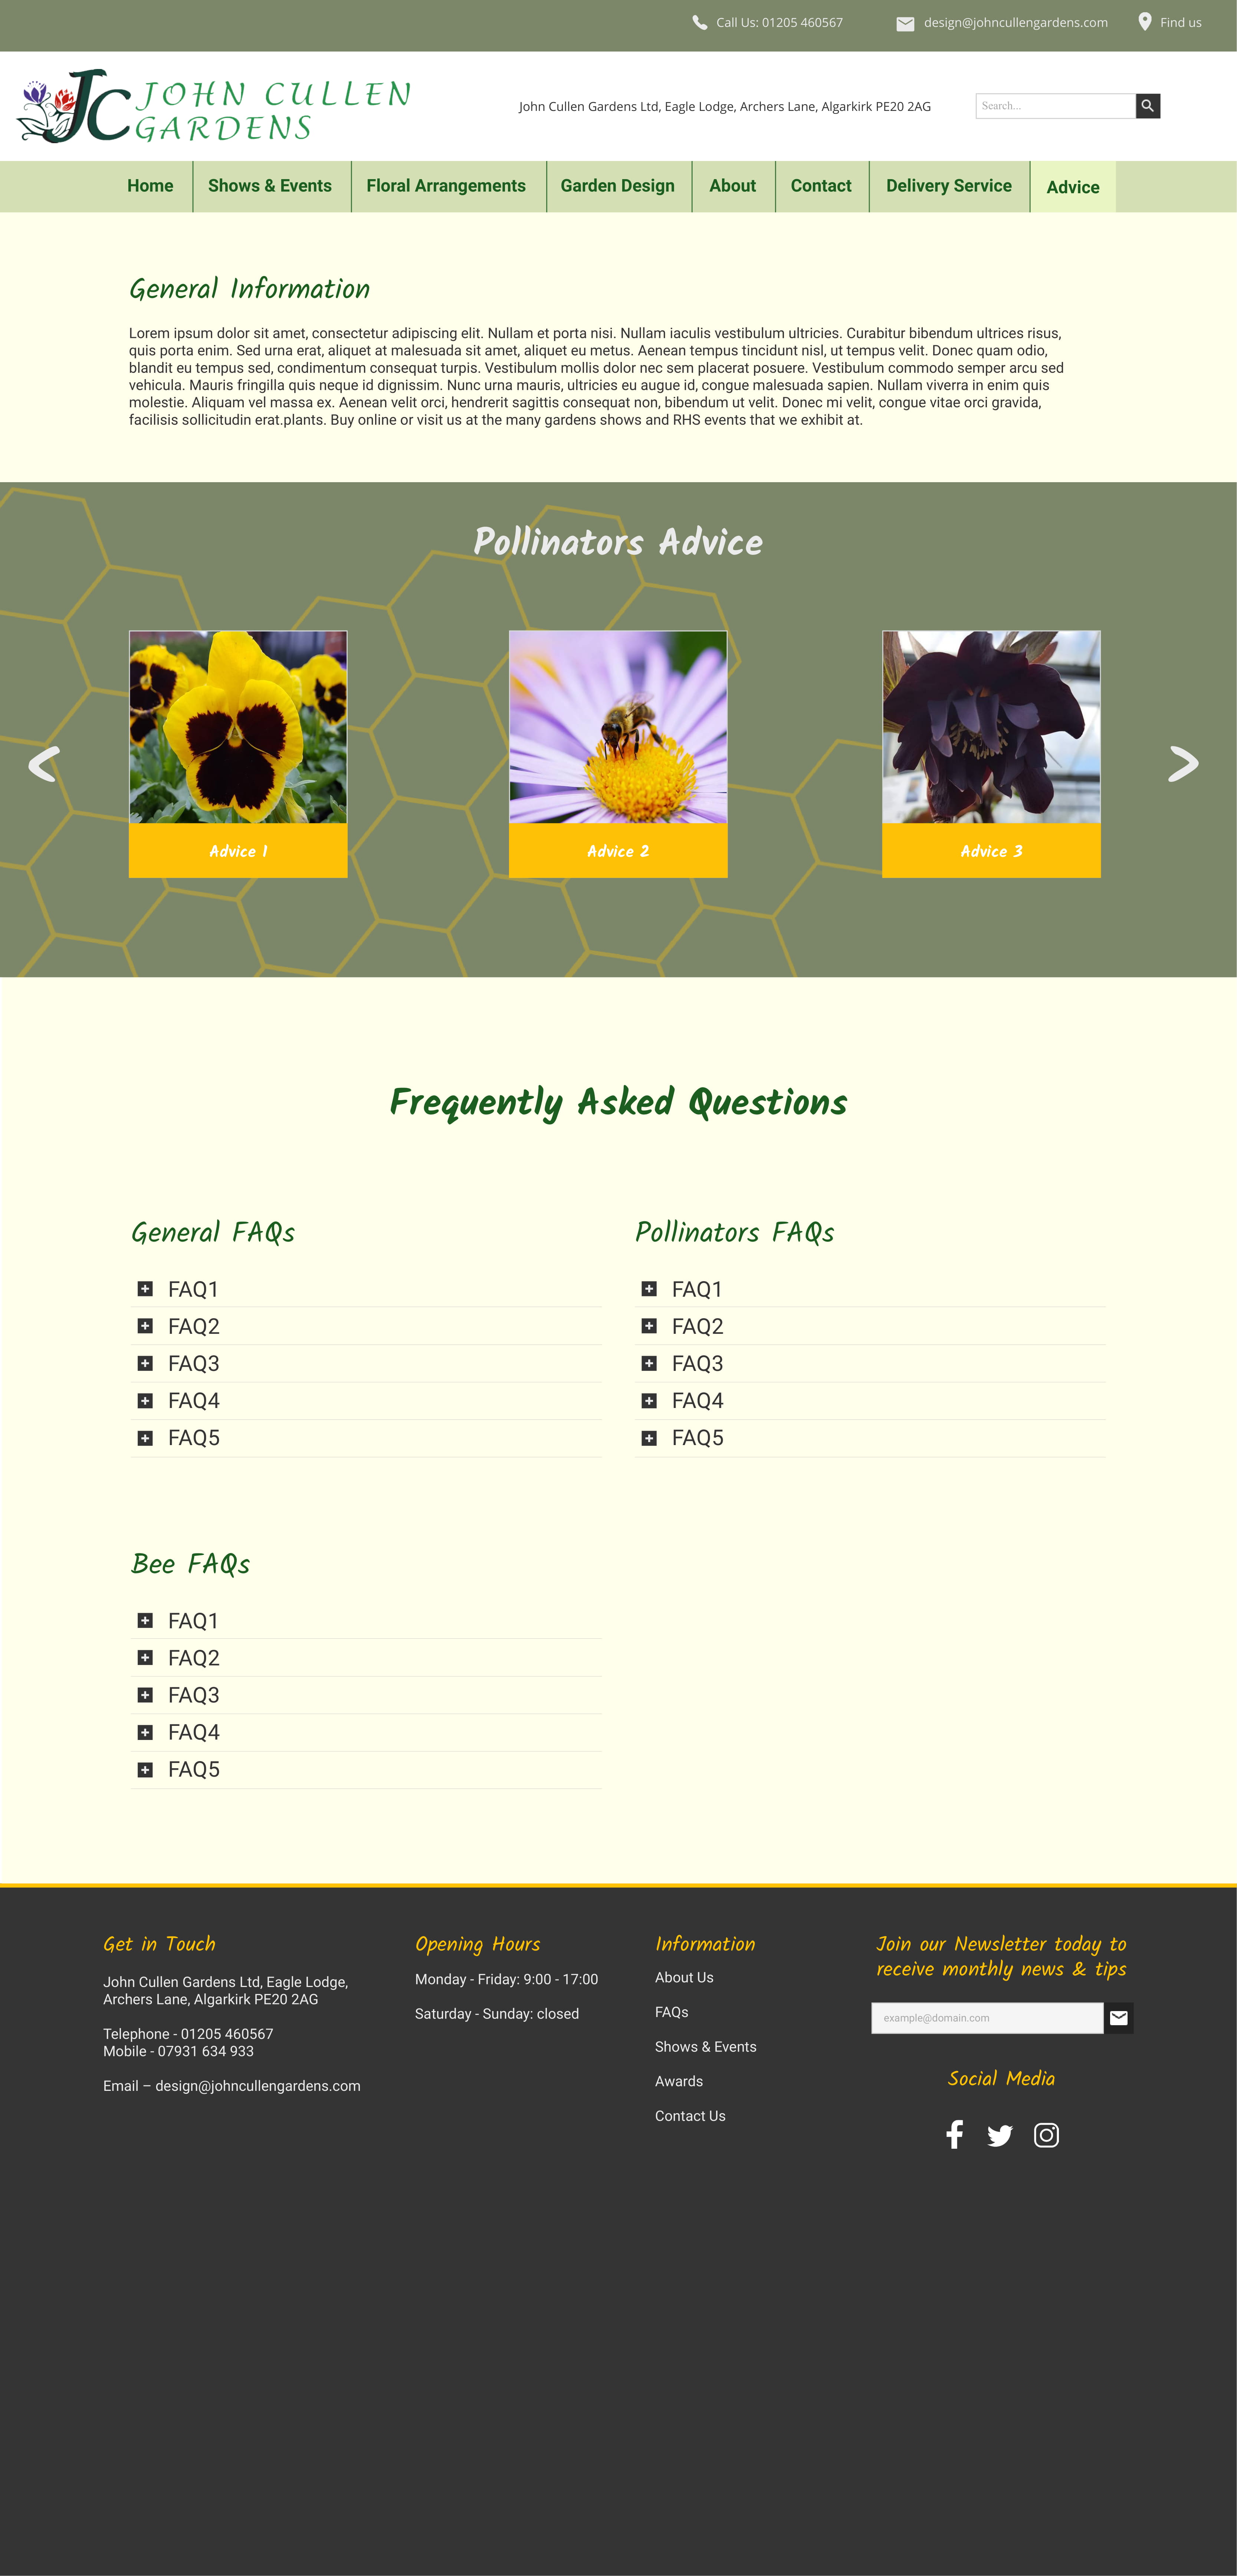 Call Us: 01205 460567
design@johncullengardens.com
Find us
JC JOHN CULLEN
GARDENS
John Cullen Gardens Ltd, Eagle Lodge, Archers Lane, Algarkirk PE20 2AG
Search...
Home
Shows & Events
Floral Arrangements
Garden Design
About
Contact
Delivery Service
Advice
General Information
Lorem ipsum dolor sit amet, consectetur adipiscing elit. Nullam et porta nisi. Nullam iaculis vestibulum ultricies. Curabitur bibendum ultrices risus,
quis porta enim. Sed urna erat, aliquet at malesuada sit amet, aliquet eu metus. Aenean tempus tincidunt nisl, ut tempus velit. Donec quam odio,
blandit eu tempus sed, condimentum consequat turpis. Vestibulum mollis dolor nec sem placerat posuere. Vestibulum commodo semper arcu sed
vehicula. Mauris fringilla quis neque id dignissim. Nunc urna mauris, ultricies eu augue id, congue malesuada sapien. Nullam viverra in enim quis
molestie. Aliquam vel massa ex. Aenean velit orci, hendrerit sagittis consequat non, bibendum ut velit. Donec mi velit, congue vitae orci gravida,
facilisis sollicitudin erat.plants. Buy online or visit us at the many gardens shows and RHS events that we exhibit at.
Pollinators Advice
<
>
Advice 1
Advice 2
Advice 3
Frequently Asked Questions
General FAQs
FAQ1
FAQ2
FAQ3
FAQ4
FAQ5
Pollinators FAQs
FAQ1
FAQ2
FAQ3
FAQ4
FAQ5
Bee FAQs
FAQ1
FAQ2
FAQ3
FAQ4
FAQ5
Get in Touch
John Cullen Gardens Ltd, Eagle Lodge,
Archers Lane, Algarkirk PE20 2AG
Telephone - 01205 460567
Mobile - 07931 634 933
Email – design@johncullengardens.com
Opening Hours
Monday - Friday: 9:00 - 17:00
Saturday - Sunday: closed
Information
About Us
FAQs
Shows & Events
Awards
Contact Us
Join our Newsletter today to
receive monthly news & tips
example@domain.com
Social Media